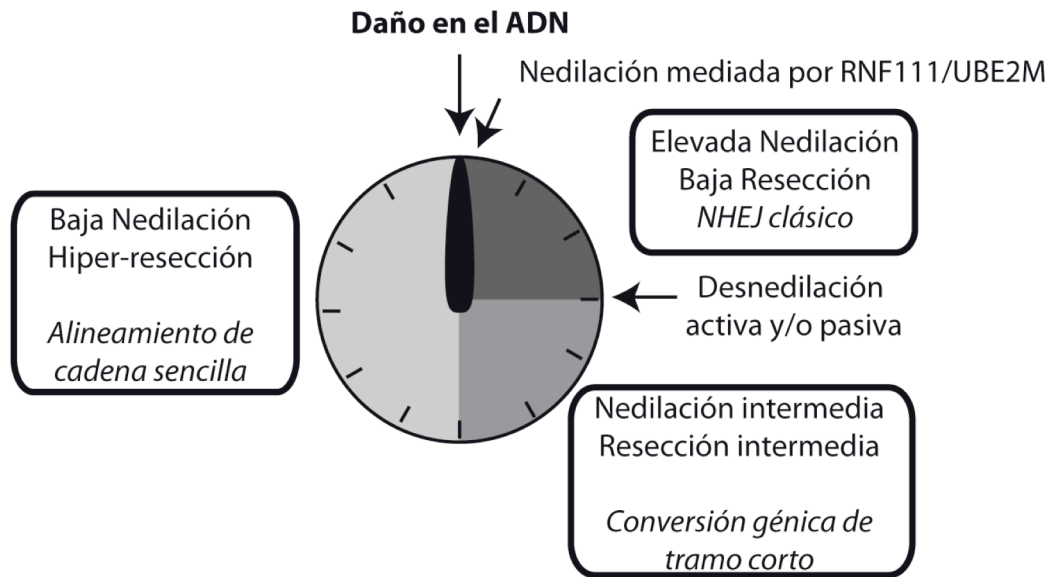 Daño en el ADN
Nedilación mediada por RNF111/UBE2M
Elevada Nedilación
Baja Resección
NHEJ clásico
Baja Nedilación
Hiper-resección
Alineamiento de
cadena sencilla
Desnedilación
activa y/o pasiva
Nedilación intermedia
Resección intermedia
Conversión génica de
tramo corto